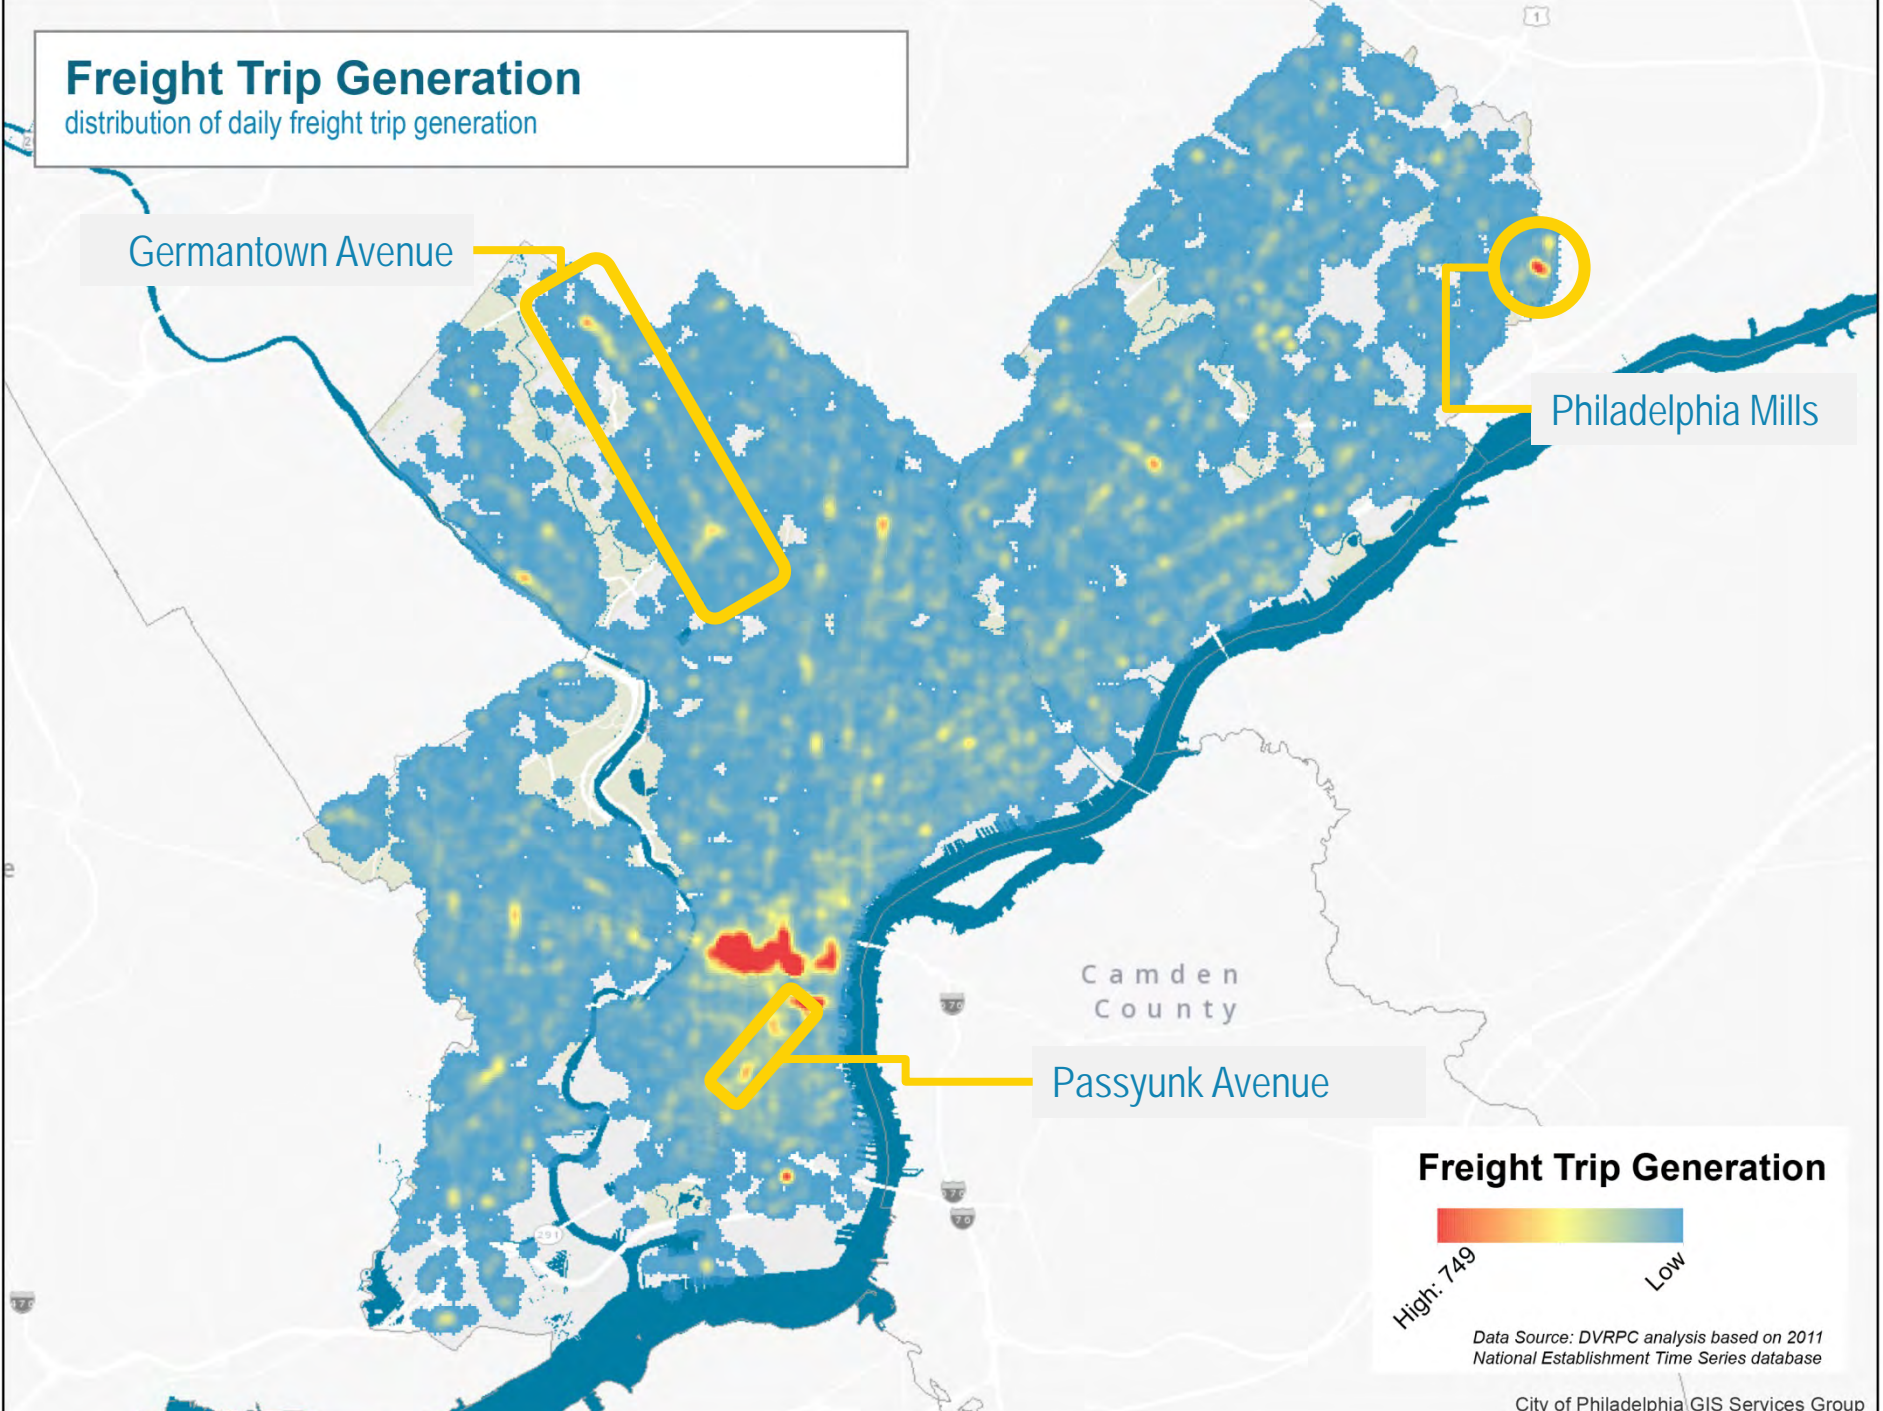 Freight Trip Generation
distribution of daily freight trip generation
1
Germantown Avenue
Philadelphia Mills
e
Camden
County
Passyunk Avenue
291
Freight Trip Generation
High: 749
Low
Data Source: DVRPC analysis based on 2011
National Establishment Time Series database
City of Philadelphia GIS Services Group